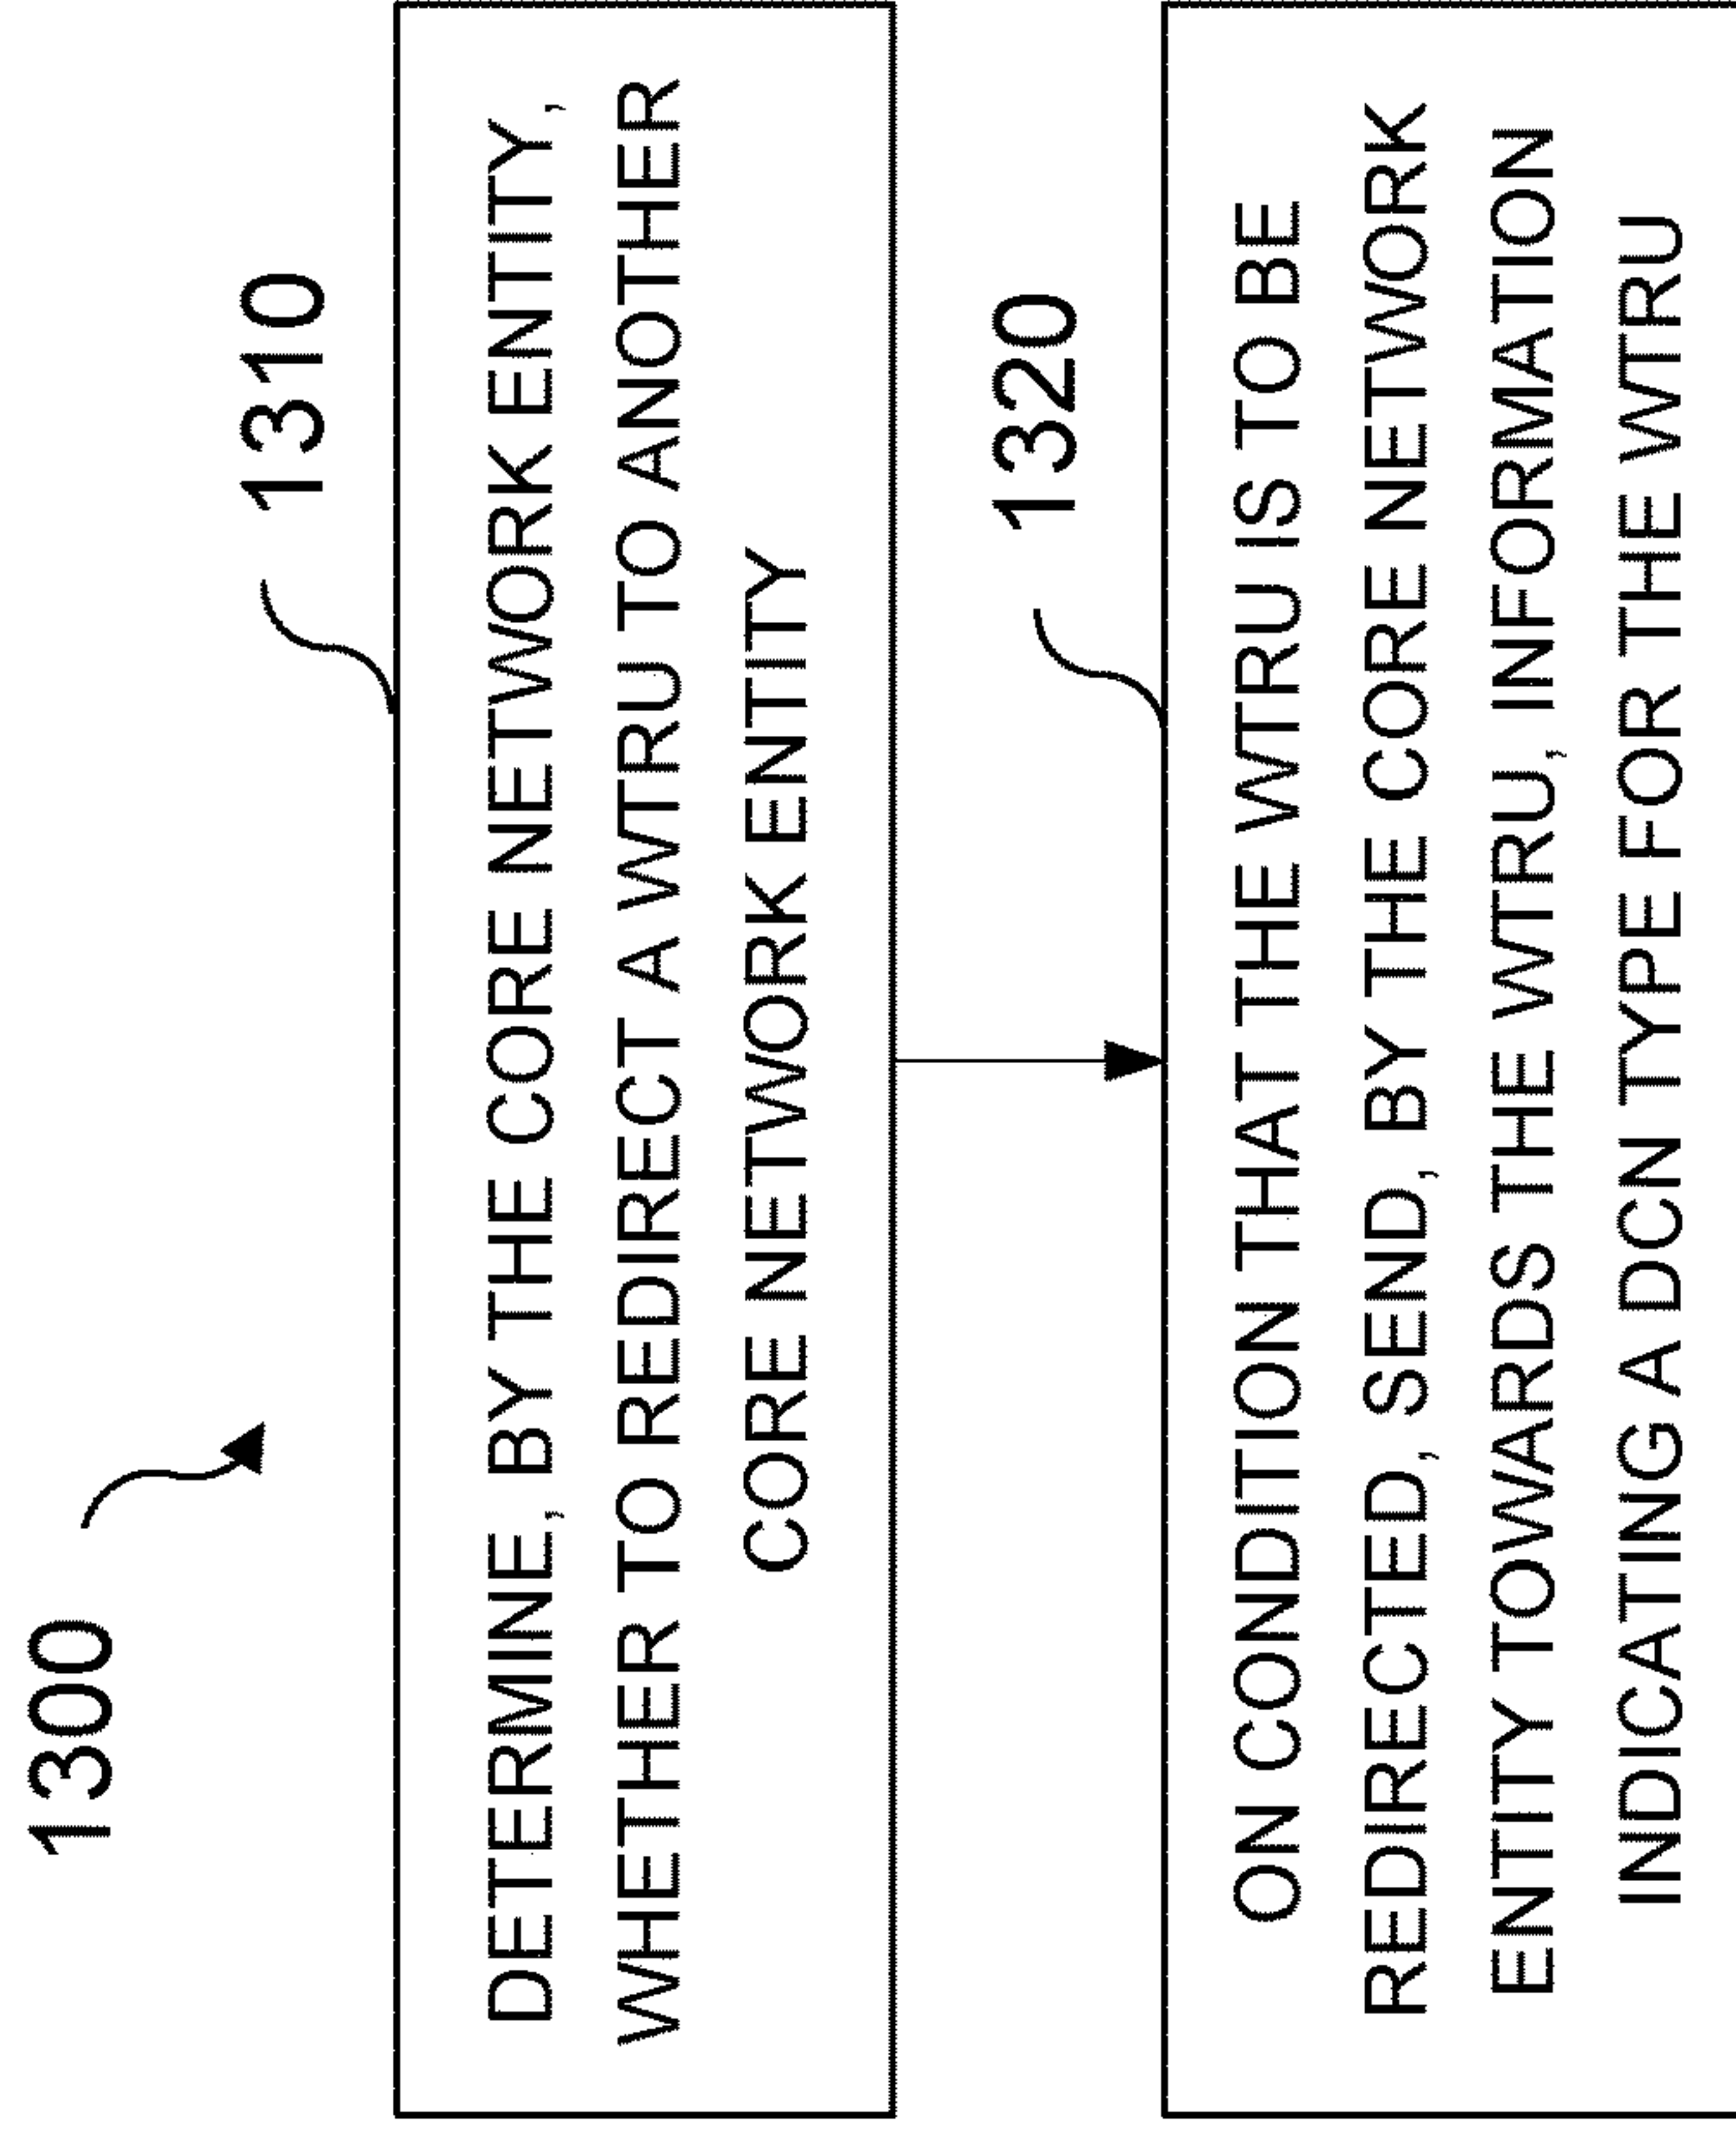 1300
1310
DETERMINE, BY THE CORE NETWORK ENTITY,
WHETHER TO REDIRECT A WTRU TO ANOTHER
CORE NETWORK ENTITY
1320
ON CONDITION THAT THE WTRU IS TO BE
REDIRECTED, SEND, BY THE CORE NETWORK
ENTITY TOWARDS THE WTRU, INFORMATION
INDICATING A DCN TYPE FOR THE WTRU